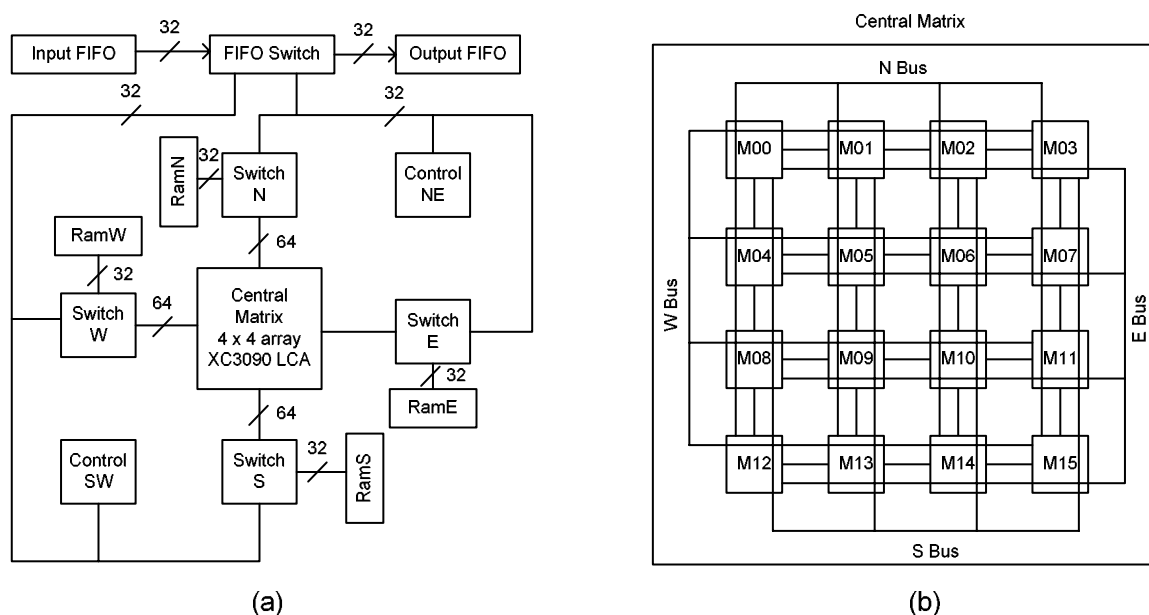 32
32
Input FIFO
FIFO Switch
Output FIFO
32
32
RamN
32
Switch
N
Control
NE
64
RamW
32
Switch
W
64
Central
Matrix
4 x 4 array
XC3090 LCA
Switch
E
32
RamE
64
Control
SW
Switch
S
32
RamS
(a)
Central Matrix
N Bus
M00
M01
M02
M03
M04
M05
M06
M07
W Bus
E Bus
M08
M09
M10
M11
M12
M13
M14
M15
S Bus
(b)